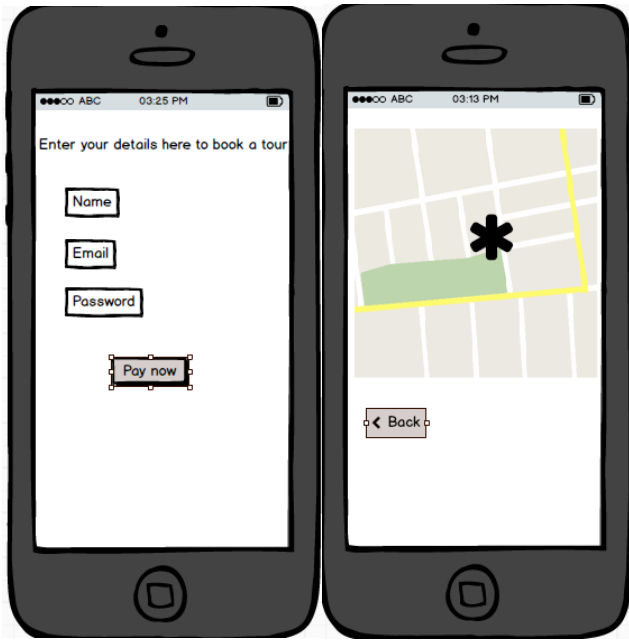 ABC 03:25 PM
Enter your details here to book a tour
Name
Email
Password
Pay now
ABC 03:13 PM
Back